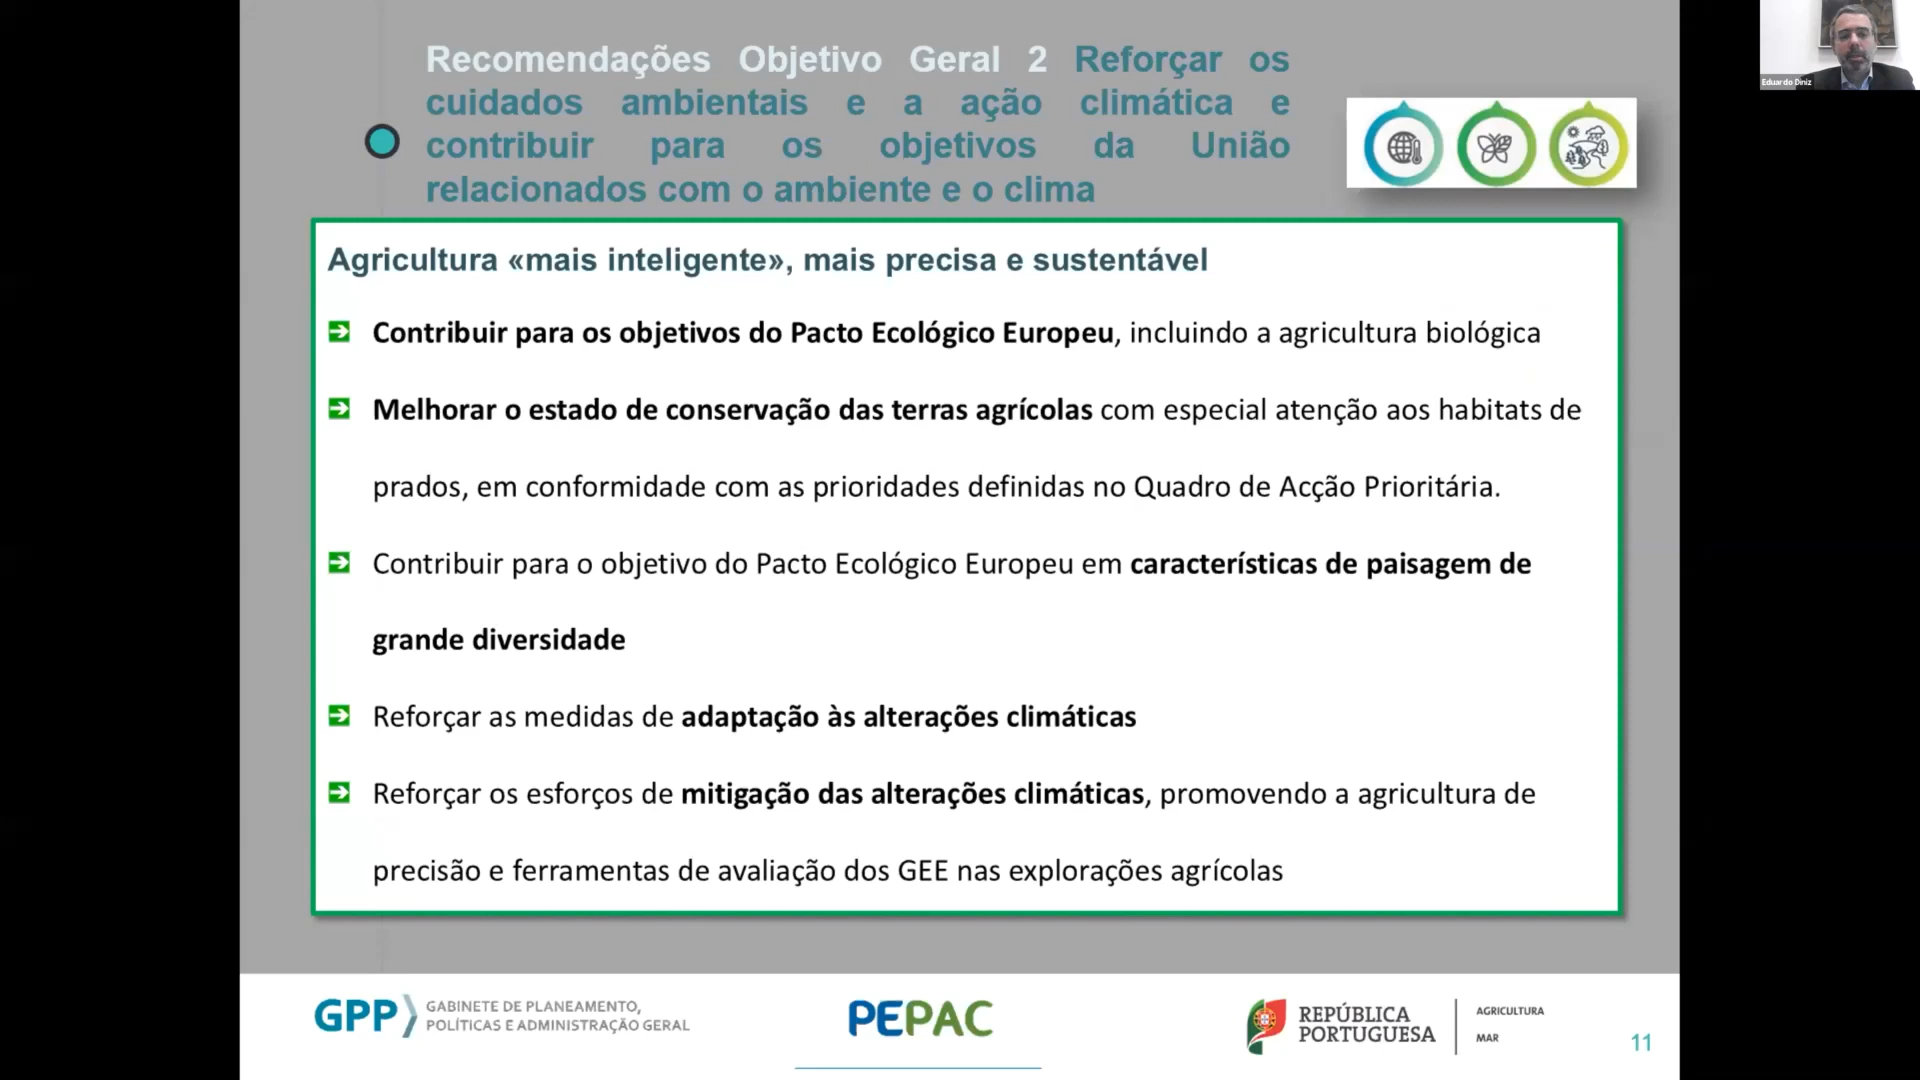 Recomendações Objetivo Geral 2 Reforçar os
cuidados ambientais e a ação climática e
contribuir para os objetivos da União
relacionados com o ambiente e o clima
Eduardo Diniz
Agricultura «mais inteligente», mais precisa e sustentável
Contribuir para os objetivos do Pacto Ecológico Europeu, incluindo a agricultura biológica
Melhorar o estado de conservação das terras agrícolas com especial atenção aos habitats de
prados, em conformidade com as prioridades definidas no Quadro de Acção Prioritária.
Contribuir para o objetivo do Pacto Ecológico Europeu em características de paisagem de
grande diversidade
Reforçar as medidas de adaptação às alterações climáticas
Reforçar os esforços de mitigação das alterações climáticas, promovendo a agricultura de
precisão e ferramentas de avaliação dos GEE nas explorações agrícolas
GPP
GABINETE DE PLANEAMENTO,
POLÍTICAS E ADMINISTRAÇÃO GERAL
PEPAC
REPÚBLICA
PORTUGUESA
AGRICULTURA
MAR
11